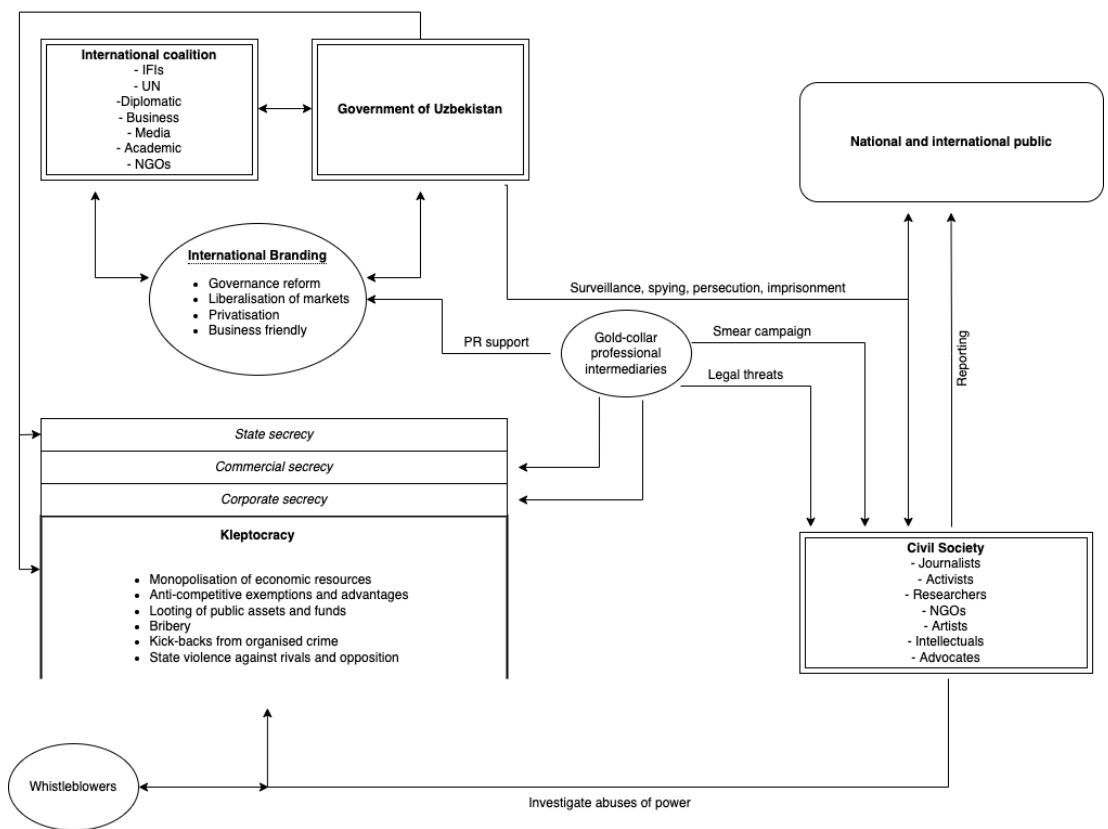 International coalition
- IFIs
- UN
-Diplomatic
- Business
- Media
- Academic
- NGOs
Government of Uzbekistan
National and international public
International Branding
• Governance reform
• Liberalisation of markets
• Privatisation
• Business friendly
Surveillance, spying, persecution, imprisonment
PR support
Gold-collar
professional
intermediaries
Smear campaign
Legal threats
Reporting
State secrecy
Commercial secrecy
Corporate secrecy
Kleptocracy
• Monopolisation of economic resources
• Anti-competitive exemptions and advantages
• Looting of public assets and funds
• Bribery
• Kick-backs from organised crime
• State violence against rivals and opposition
Civil Society
- Journalists
- Activists
- Researchers
- NGOs
- Artists
- Intellectuals
- Advocates
Whistleblowers
Investigate abuses of power